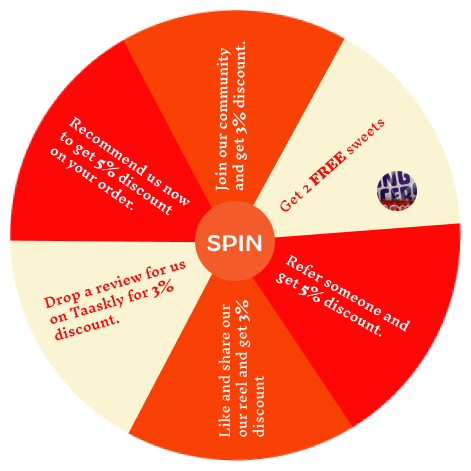 Join our community
and get 3% discount.
Get 2 FREE sweets
Refer someone and
get 5% discount.
Like and share our
our reel and get 3%
discount
Drop a review for us
on Taaskly for 3%
discount.
Recommend us now
to get 5% discount
on your order.
SPIN